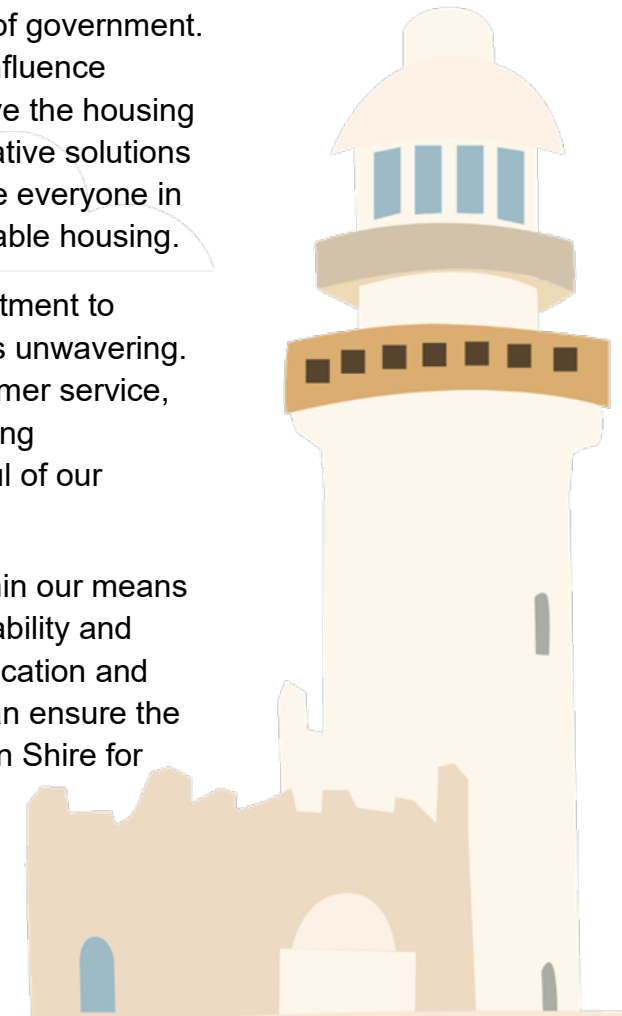 of government.
nfluence
ve the housing
ative solutions
e everyone in
able housing.
tment to
s unwavering.
mer service,
ng
ul of our
in our means
ability and
cation and
an ensure the
n Shire for